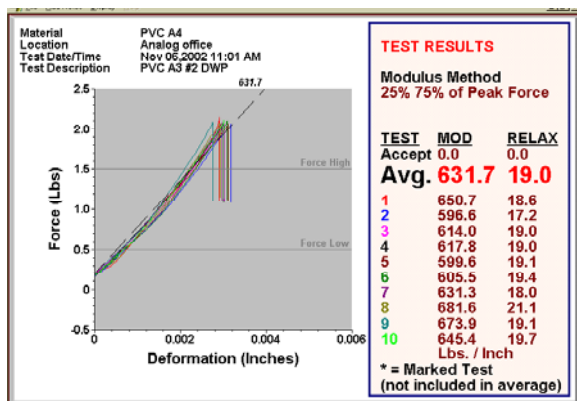 Material PVC A4
Location Analog office
Test Date/Time Nov 06,2002 11:01 AM
Test Description PVC A3 #2 DWP
631.7
2.5
2.0
1.5
1.0
0.5
0
-0.5
Force (Lbs)
Force High
Force Low
0 0.002 0.004 0.006
Deformation (Inches)
TEST RESULTS
Modulus Method
25% 75% of Peak Force
TEST MOD RELAX
Accept 0.0 0.0
Avg. 631.7 19.0
1 650.7 18.6
2 596.6 17.2
3 614.0 19.0
4 617.8 19.0
5 599.6 19.1
6 605.5 19.4
7 631.3 18.0
8 681.6 21.1
9 673.9 19.1
10 645.4 19.7
Lbs. / Inch
* = Marked Test
(not included in average)